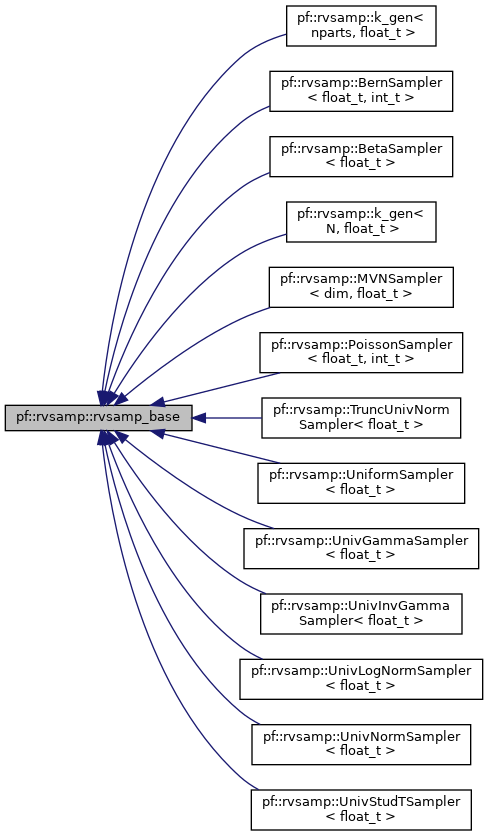 pf::rvsamp::k_gen<
nparts, float_t >
pf::rvsamp::BernSampler
< float_t, int_t >
pf::rvsamp::BetaSampler
< float_t >
pf::rvsamp::k_gen<
N, float_t >
pf::rvsamp::MVNSampler
< dim, float_t >
pf::rvsamp::PoissonSampler
< float_t, int_t >
pf::rvsamp::rvsamp_base
pf::rvsamp::TruncUnivNorm
Sampler< float_t >
pf::rvsamp::UniformSampler
< float_t >
pf::rvsamp::UnivGammaSampler
< float_t >
pf::rvsamp::UnivInvGamma
Sampler< float_t >
pf::rvsamp::UnivLogNormSampler
< float_t >
pf::rvsamp::UnivNormSampler
< float_t >
pf::rvsamp::UnivStudTSampler
< float_t >